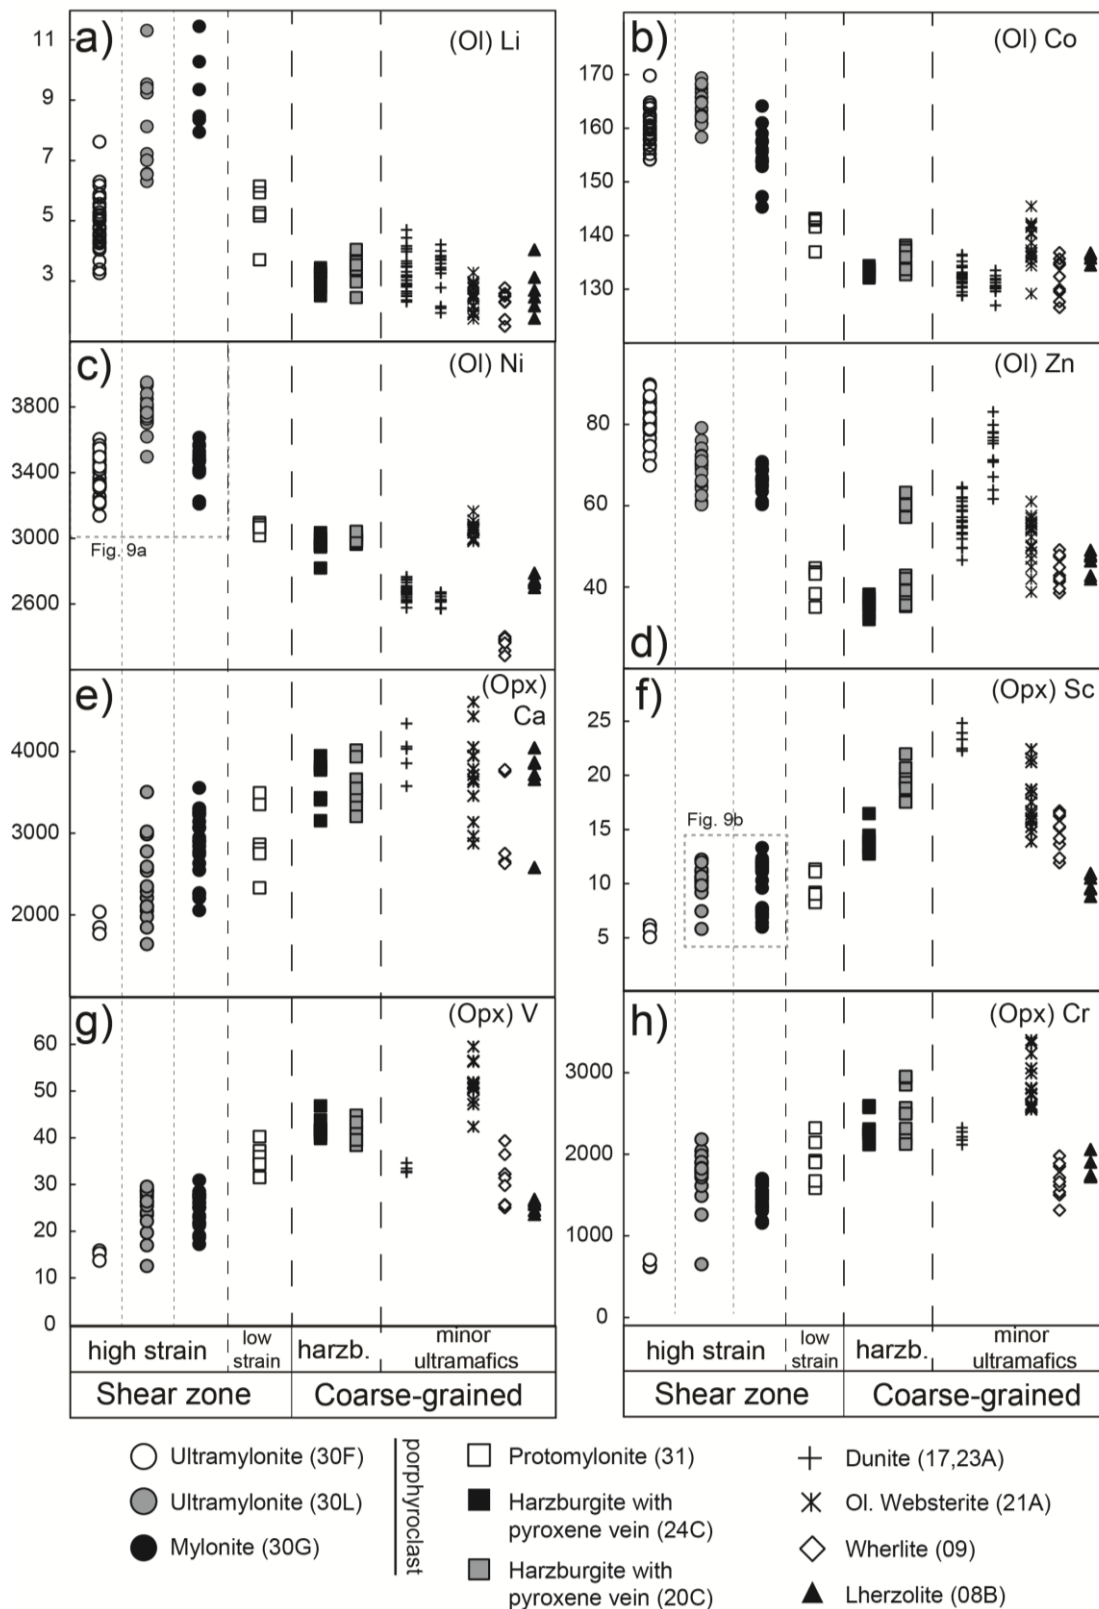 a)
(Ol) Li
11
9
7
5
3
b)
(Ol) Co
170
160
150
140
130
c)
(Ol) Ni
3800
3400
3000
2600
Fig. 9a
(Ol) Zn
80
60
40
d)
e)
(Opx)
Ca
4000
3000
2000
f)
(Opx) Sc
25
20
15
10
5
Fig. 9b
g)
(Opx) V
60
50
40
30
20
10
0
h)
(Opx) Cr
3000
2000
1000
0
high strain
low
strain
harzb.
minor
ultramafics
Shear zone
Coarse-grained
high strain
low
strain
harzb.
minor
ultramafics
Shear zone
Coarse-grained
Ultramylonite (30F)
Ultramylonite (30L)
Mylonite (30G)
porphyroclast
Protomylonite (31)
Harzburgite with
pyroxene vein (24C)
Harzburgite with
pyroxene vein (20C)
Dunite (17,23A)
Ol. Websterite (21A)
Wherlite (09)
Lherzolite (08B)